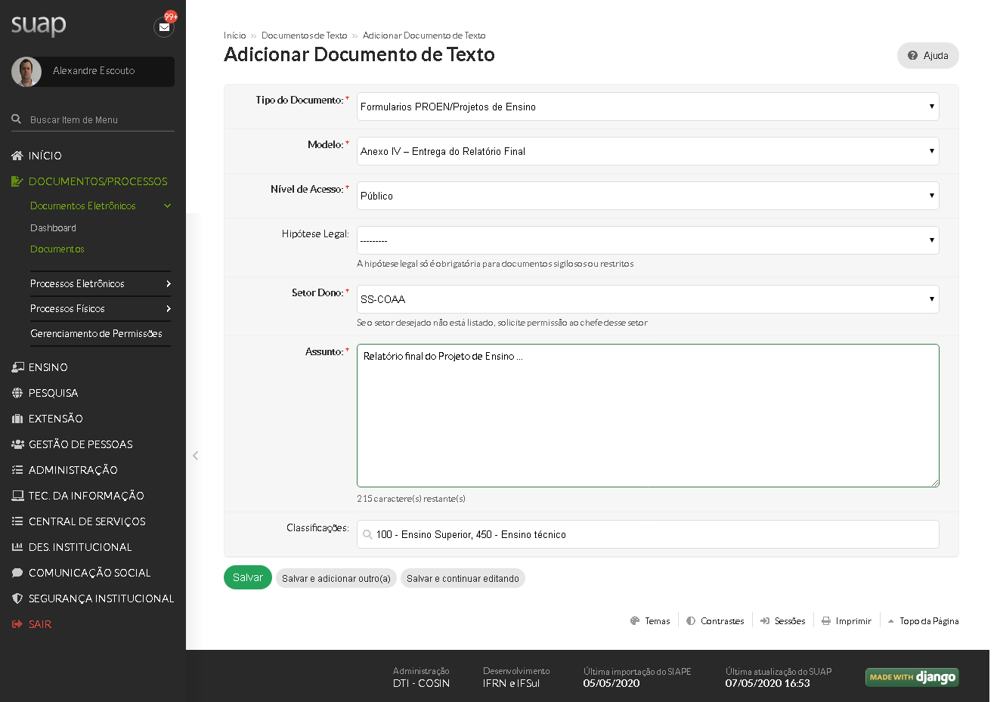 suap
99+
Alexandre Escouto
Buscar Item de Menu
INÍCIO
DOCUMENTOS/PROCESSOS
Documentos Eletrônicos
Dashboard
Documentos
Processos Eletrônicos
Processos Físicos
Gerenciamento de Permissões
ENSINO
PESQUISA
EXTENSÃO
GESTÃO DE PESSOAS
ADMINISTRAÇÃO
TEC. DA INFORMAÇÃO
CENTRAL DE SERVIÇOS
DES. INSTITUCIONAL
COMUNICAÇÃO SOCIAL
SEGURANÇA INSTITUCIONAL
SAIR
Início » Documentos de Texto » Adicionar Documento de Texto
Adicionar Documento de Texto
Ajuda
Tipo do Documento: * Formularios PROEN/Projetos de Ensino
Modelo: * Anexo IV – Entrega do Relatório Final
Nível de Acesso: * Público
Hipótese Legal: ---------
A hipótese legal só é obrigatória para documentos sigilosos ou restritos
Setor Dono: * SS-COAA
Se o setor desejado não está listado, solicite permissão ao chefe desse setor
Assunto: * Relatório final do Projeto de Ensino ...
215 caractere(s) restante(s)
Classificações: 100 - Ensino Superior, 450 - Ensino técnico
Salvar Salvar e adicionar outro(a) Salvar e continuar editando
Temas Contrastes Sessões Imprimir Topo da Página
Administração Desenvolvimento Última importação do SIAPE Última atualização do SUAP
DTI - COSIN IFRN e IFSul 05/05/2020 07/05/2020 16:53
MADE WITH django